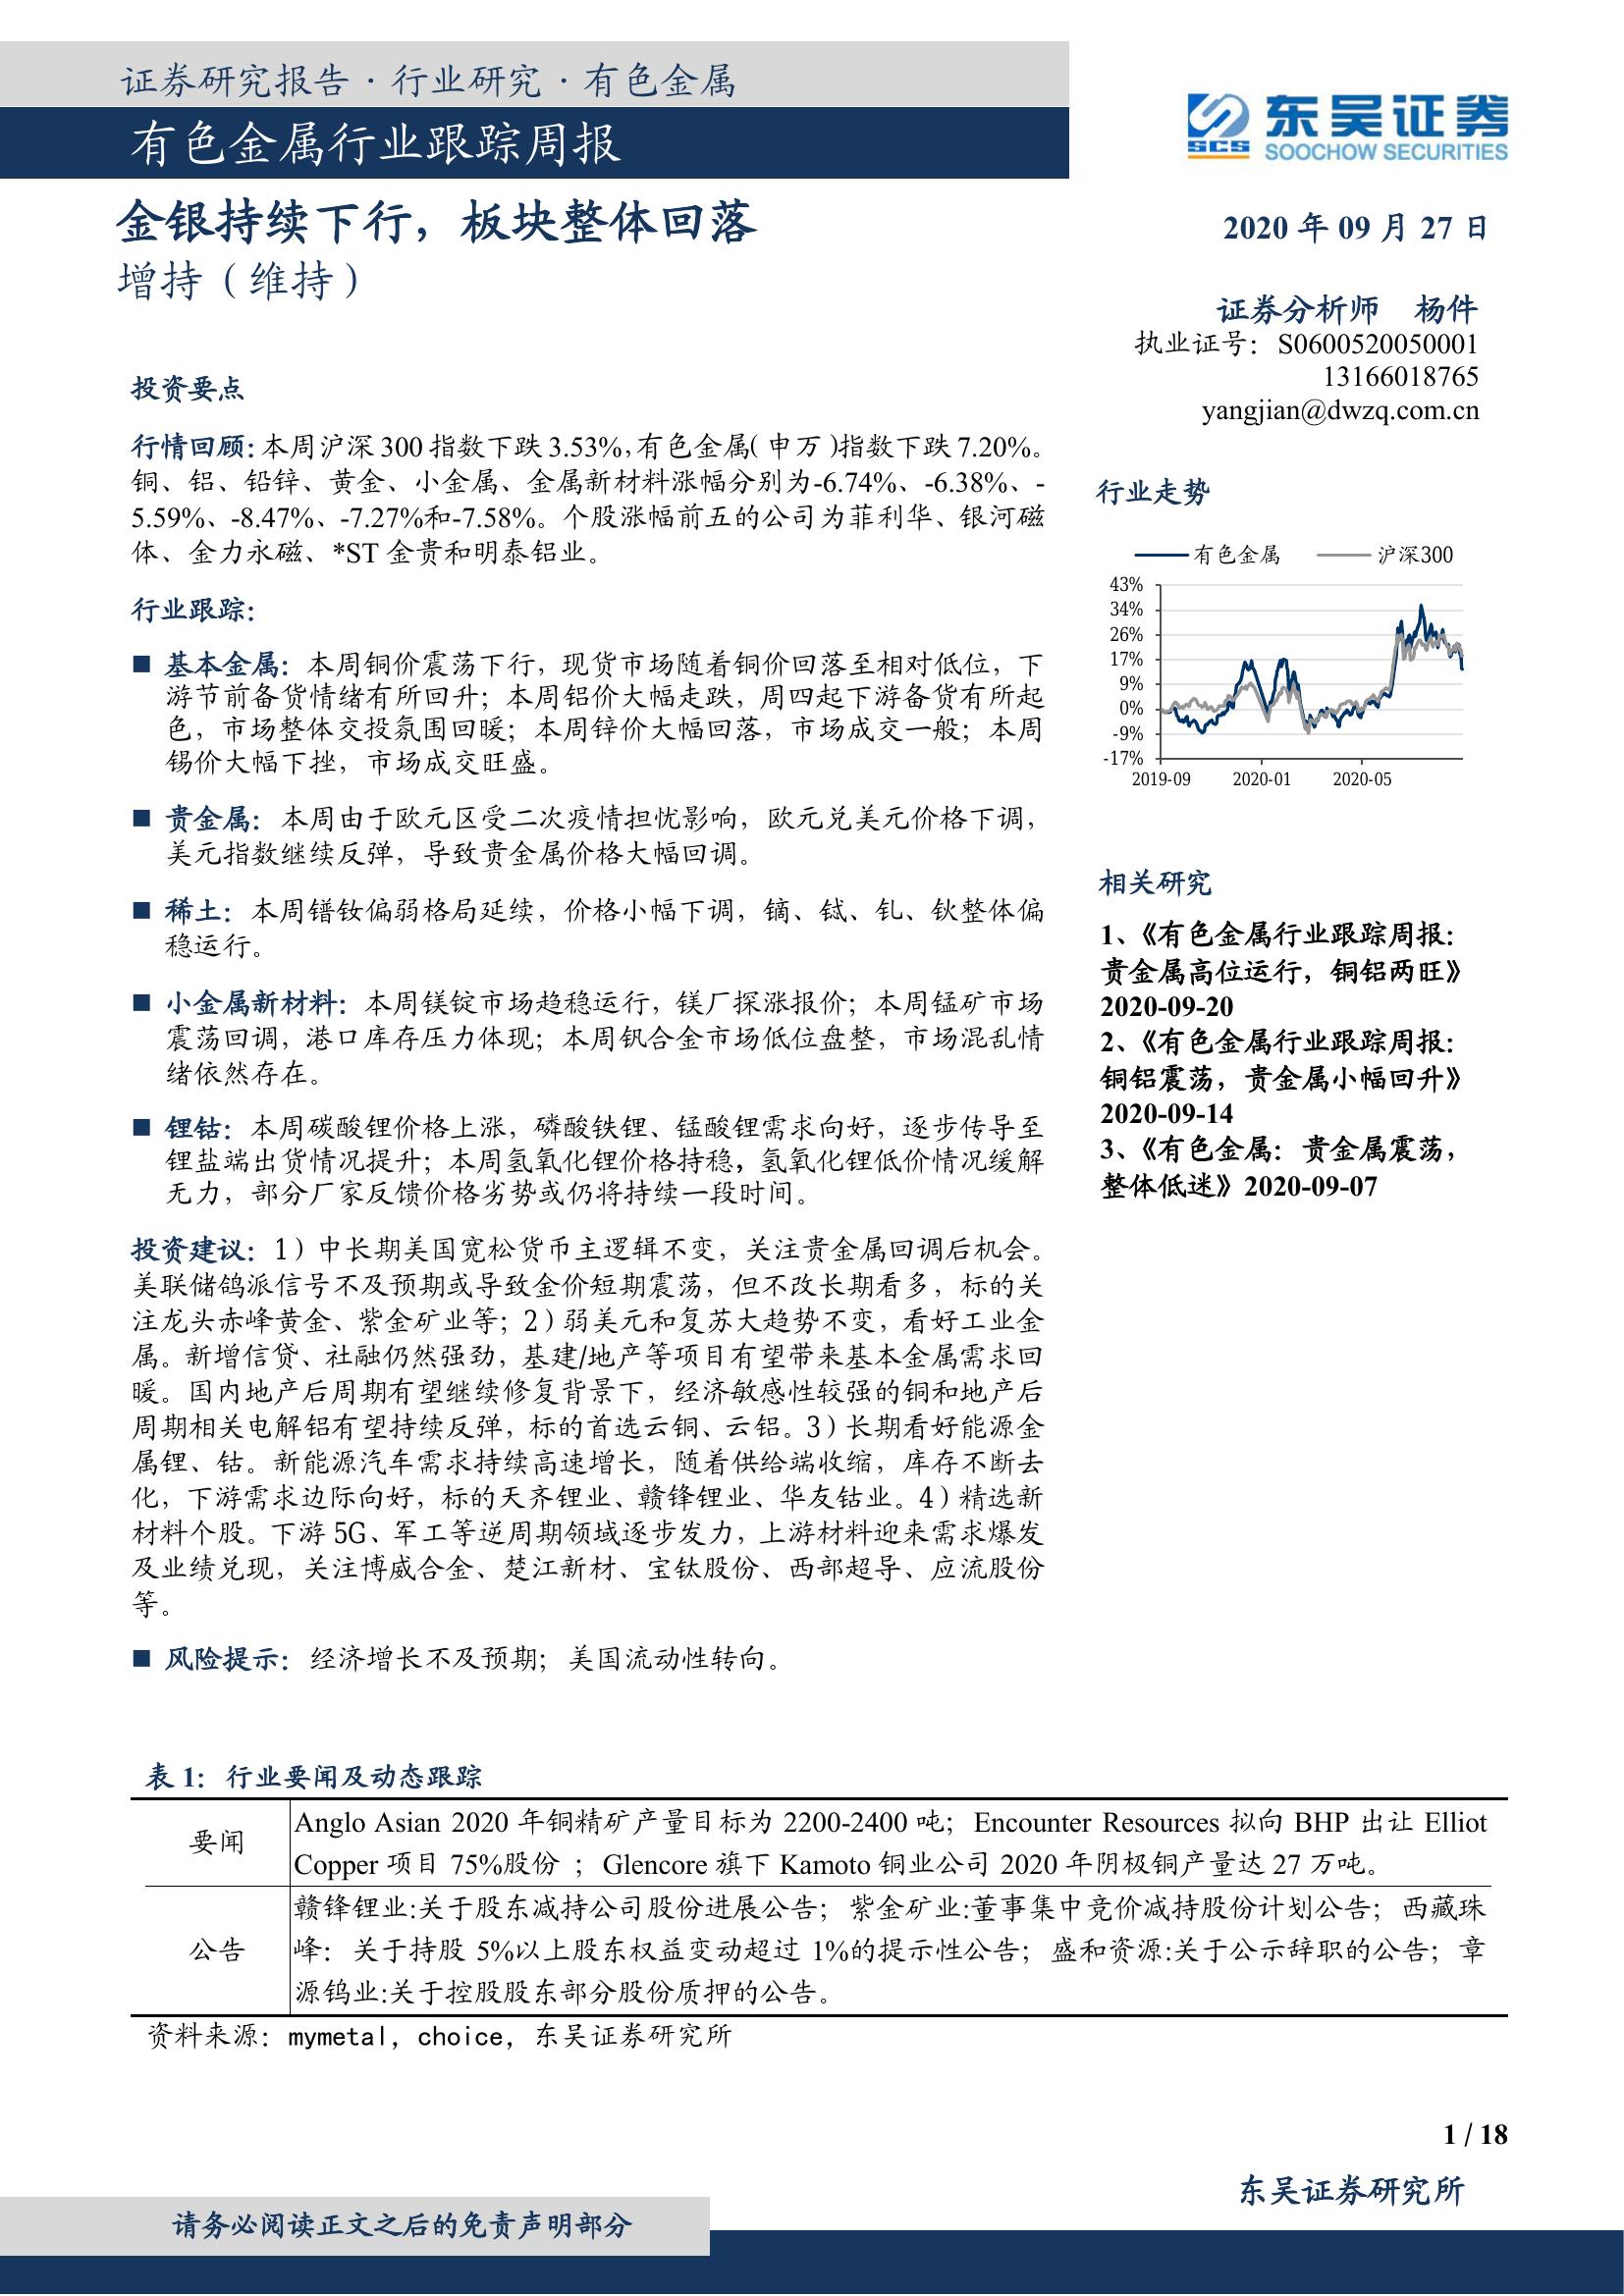 证券研究报告 · 行业研究 · 有色金属
有色金属行业跟踪周报
东吴证券
SCS
SOOCHOW SECURITIES
金银持续下行，板块整体回落
增持（维持）
2020 年 09 月 27 日
证券分析师 杨件
执业证号：S0600520050001
13166018765
yangjian@dwzq.com.cn
投资要点
行情回顾：本周沪深 300 指数下跌 3.53%，有色金属（申万）指数下跌 7.20%。
铜、铝、铅锌、黄金、小金属、金属新材料涨幅分别为-6.74%、-6.38%、-
5.59%、-8.47%、-7.27%和-7.58%。个股涨幅前五的公司为菲利华、银河磁
体、金力永磁、*ST 金贵和明泰铝业。
行业跟踪：
■ 基本金属：本周铜价震荡下行，现货市场随着铜价回落至相对低位，下
游节前备货情绪有所回升；本周铝价大幅走跌，周四起下游备货有所起
色，市场整体交投氛围回暖；本周锌价大幅回落，市场成交一般；本周
锡价大幅下挫，市场成交旺盛。
■ 贵金属：本周由于欧元区受二次疫情担忧影响，欧元兑美元价格下调，
美元指数继续反弹，导致贵金属价格大幅回调。
■ 稀土：本周镨钕偏弱格局延续，价格小幅下调，镝、铽、钆、钬整体偏
稳运行。
■ 小金属新材料：本周镁锭市场趋稳运行，镁厂探涨报价；本周锰矿市场
震荡回调，港口库存压力体现；本周钒合金市场低位盘整，市场混乱情
绪依然存在。
■ 锂钴：本周碳酸锂价格上涨，磷酸铁锂、锰酸锂需求向好，逐步传导至
锂盐端出货情况提升；本周氢氧化锂价格持稳，氢氧化锂低价情况缓解
无力，部分厂家反馈价格劣势或仍将持续一段时间。
投资建议：1）中长期美国宽松货币主逻辑不变，关注贵金属回调后机会。
美联储鸽派信号不及预期或导致金价短期震荡，但不改长期看多，标的关
注龙头赤峰黄金、紫金矿业等；2）弱美元和复苏大趋势不变，看好工业金
属。新增信贷、社融仍然强劲，基建/地产等项目有望带来基本金属需求回
暖。国内地产后周期有望继续修复背景下，经济敏感性较强的铜和地产后
周期相关电解铝有望持续反弹，标的首选云铜、云铝。3）长期看好能源金
属锂、钴。新能源汽车需求持续高速增长，随着供给端收缩，库存不断去
化，下游需求边际向好，标的天齐锂业、赣锋锂业、华友钴业。4）精选新
材料个股。下游 5G、军工等逆周期领域逐步发力，上游材料迎来需求爆发
及业绩兑现，关注博威合金、楚江新材、宝钛股份、西部超导、应流股份
等。
■ 风险提示：经济增长不及预期；美国流动性转向。
行业走势
有色金属 沪深300
43%
34%
26%
17%
9%
0%
-9%
-17%
2019-09 2020-01 2020-05
相关研究
1、《有色金属行业跟踪周报：
贵金属高位运行，铜铝两旺》
2020-09-20
2、《有色金属行业跟踪周报：
铜铝震荡，贵金属小幅回升》
2020-09-14
3、《有色金属：贵金属震荡，
整体低迷》2020-09-07
表 1：行业要闻及动态跟踪
要闻
Anglo Asian 2020 年铜精矿产量目标为 2200-2400 吨；Encounter Resources 拟向 BHP 出让 Elliot
Copper 项目 75%股份 ；Glencore 旗下 Kamoto 铜业公司 2020 年阴极铜产量达 27 万吨。
公告
赣锋锂业:关于股东减持公司股份进展公告；紫金矿业:董事集中竞价减持股份计划公告；西藏珠
峰：关于持股 5%以上股东权益变动超过 1%的提示性公告；盛和资源:关于公示辞职的公告；章
源钨业:关于控股股东部分股份质押的公告。
资料来源：mymetal，choice，东吴证券研究所
1 / 18
东吴证券研究所
请务必阅读正文之后的免责声明部分